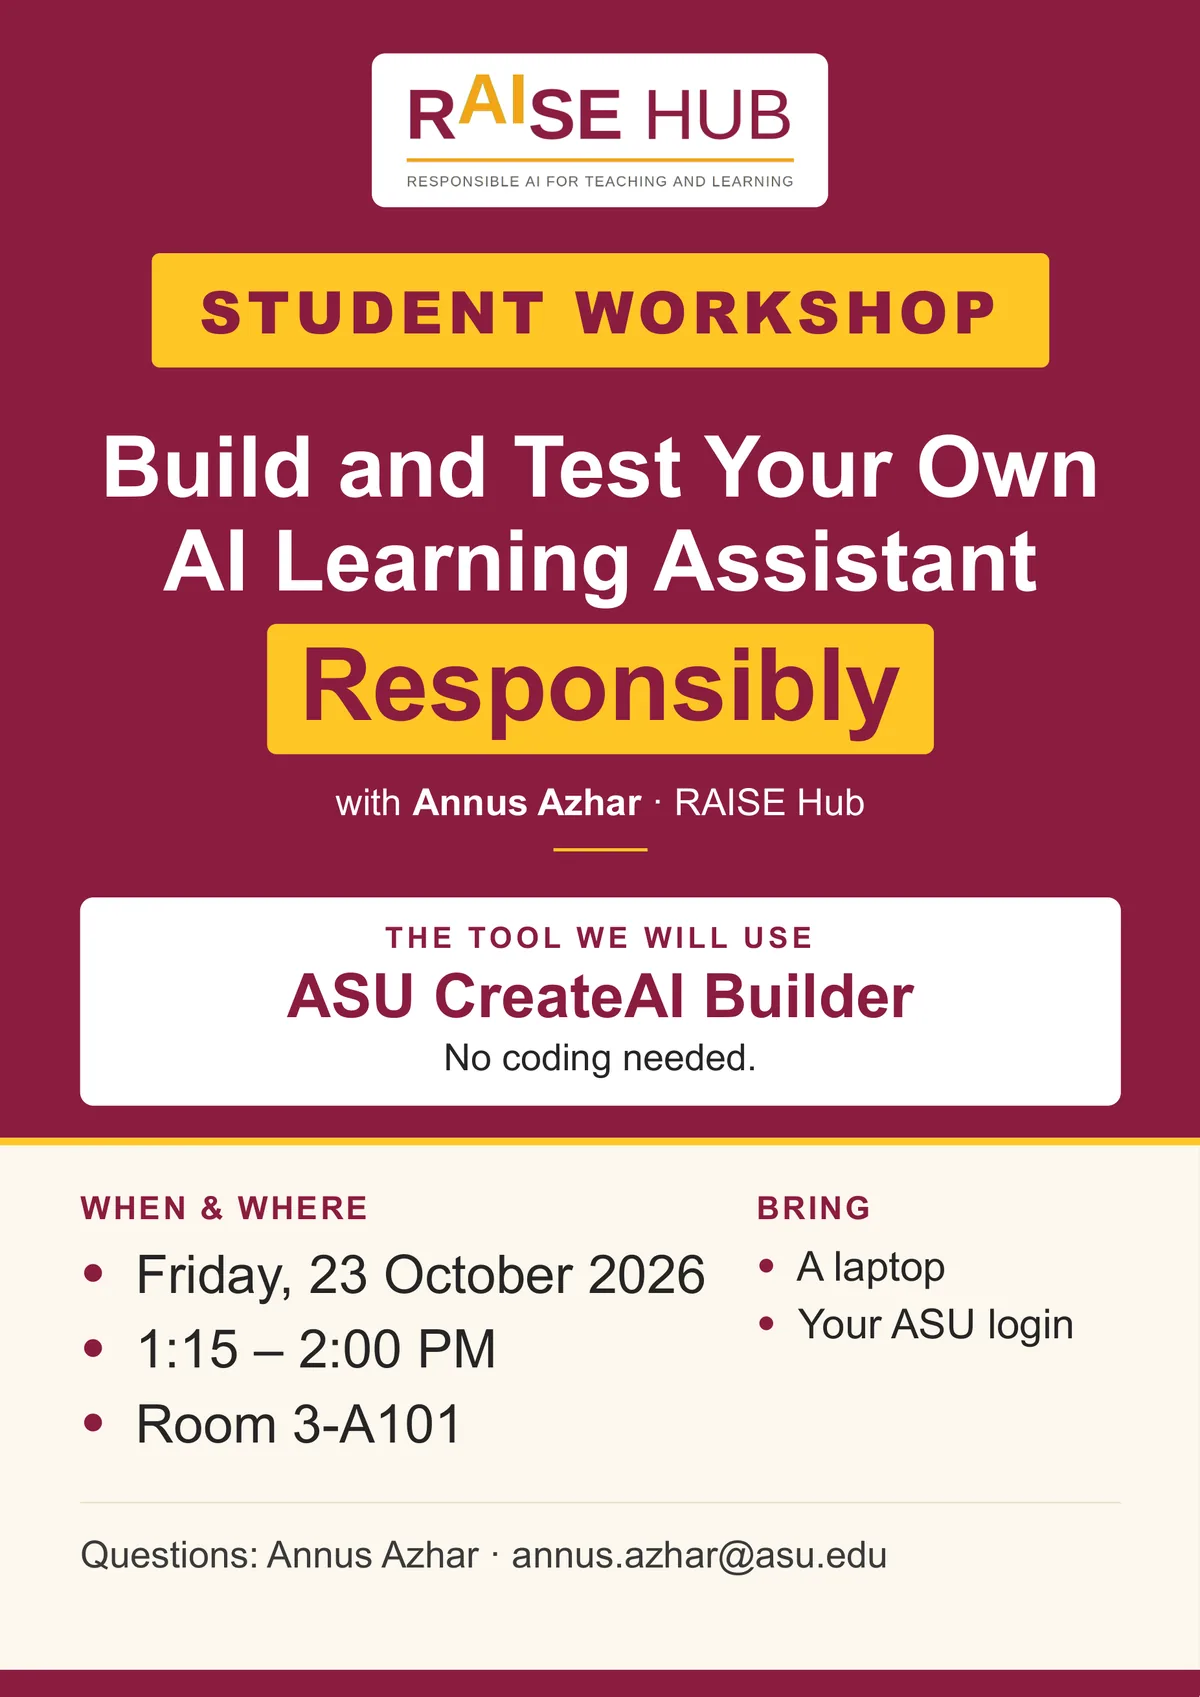 RAISE HUB
RESPONSIBLE AI FOR TEACHING AND LEARNING
STUDENT WORKSHOP
Build and Test Your Own
AI Learning Assistant
Responsibly
with Annus Azhar · RAISE Hub
THE TOOL WE WILL USE
ASU CreateAI Builder
No coding needed.
WHEN & WHERE
• Friday, 23 October 2026
• 1:15 – 2:00 PM
• Room 3-A101
BRING
• A laptop
• Your ASU login
Questions: Annus Azhar · annus.azhar@asu.edu